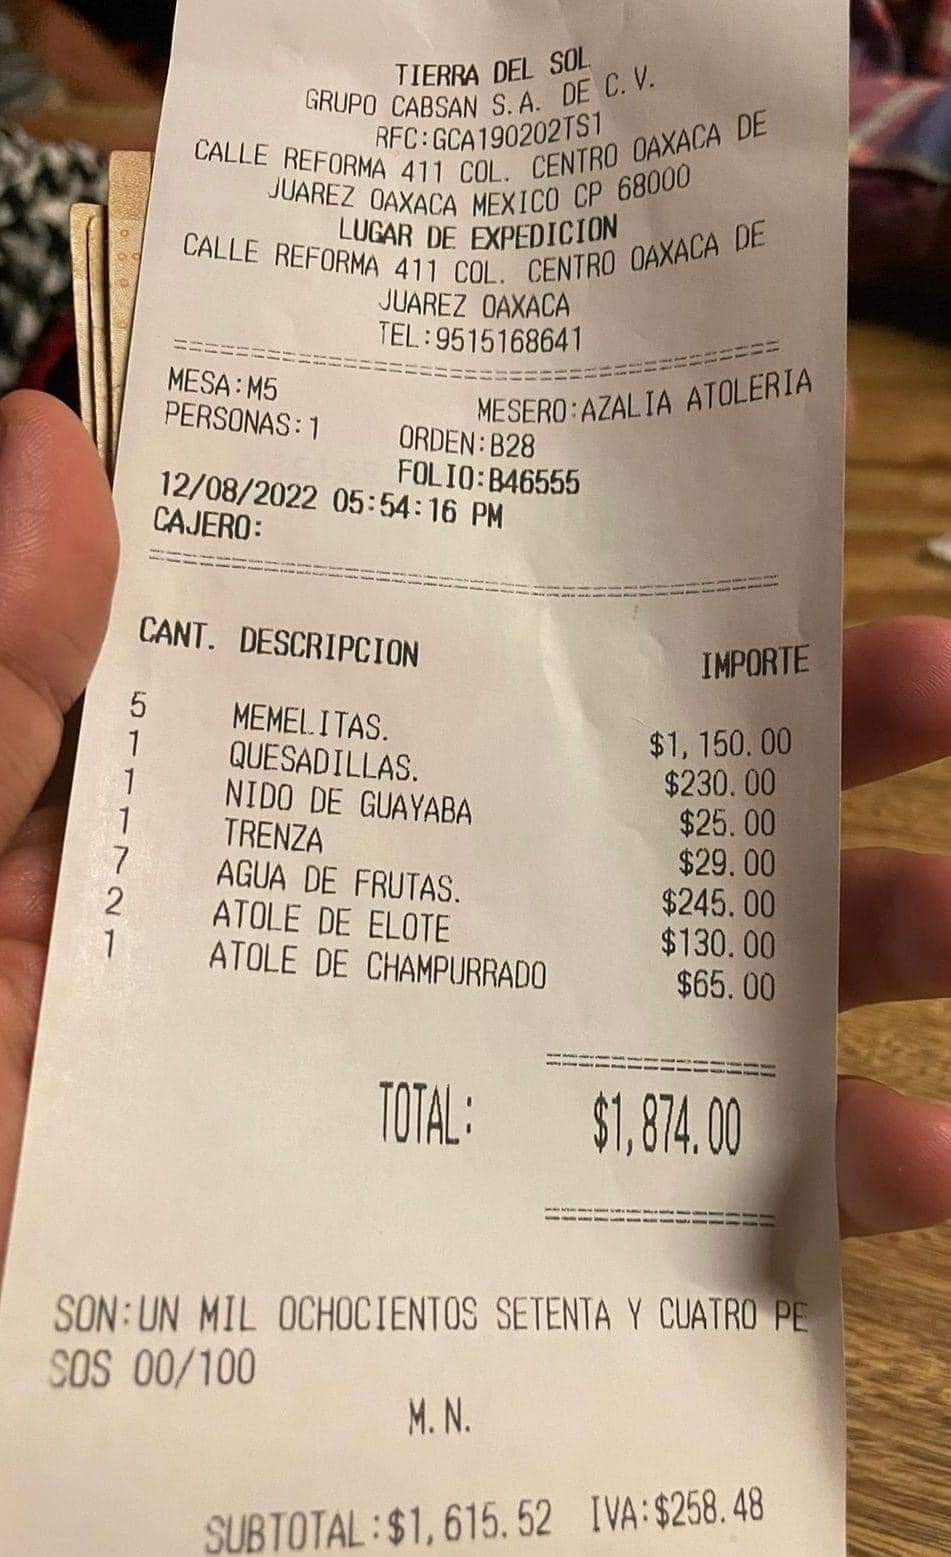 TIERRA DEL SOL
GRUPO CABSAN S.A. DE C.V.
RFC:GCA190202TS1
CALLE REFORMA 411 COL. CENTRO OAXACA DE
JUAREZ OAXACA MEXICO CP 68000
LUGAR DE EXPEDICION
CALLE REFORMA 411 COL. CENTRO OAXACA DE
JUAREZ OAXACA
TEL:9515168641
MESA:M5 MESERO:AZALIA ATOLERIA
PERSONAS:1 ORDEN:B28
FOLIO:B46555
12/08/2022 05:54:16 PM
CAJERO:
CANT. DESCRIPCION IMPORTE
5 MEMELITAS. $1,150.00
1 QUESADILLAS. $230.00
1 NIDO DE GUAYABA $25.00
1 TRENZA $29.00
7 AGUA DE FRUTAS. $245.00
2 ATOLE DE ELOTE $130.00
1 ATOLE DE CHAMPURRADO $65.00
TOTAL: $1,874.00
SON:UN MIL OCHOCIENTOS SETENTA Y CUATRO PE
SOS 00/100
M.N.
SUBTOTAL:$1,615.52 IVA:$258.48